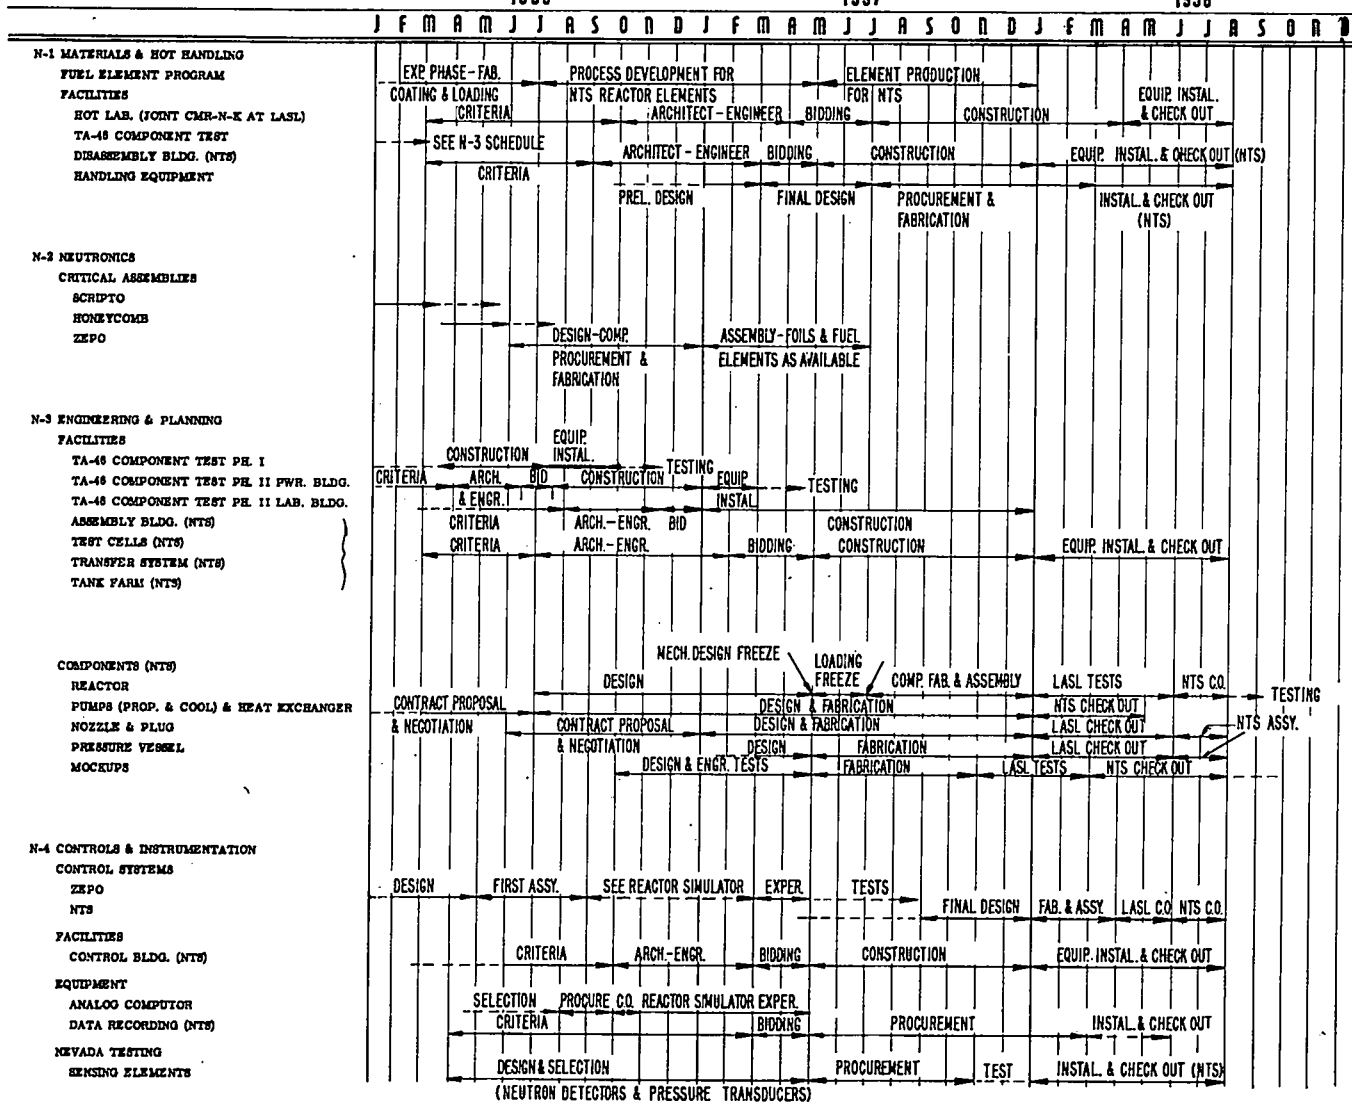 J F M A M J J A S O N D J F M A M J J A S O N D J F M A M J J A S O N D
N-1 MATERIALS & HOT HANDLING
FUEL ELEMENT PROGRAM EXP. PHASE-FAB. PROCESS DEVELOPMENT FOR ELEMENT PRODUCTION
FACILITIES COATING & LOADING NTS REACTOR ELEMENTS FOR NTS EQUIP. INSTAL.
HOT LAB. (JOINT CMR-N-K AT LASL) CRITERIA ARCHITECT-ENGINEER BIDDING CONSTRUCTION & CHECK OUT
TA-46 COMPONENT TEST SEE N-3 SCHEDULE
DISASSEMBLY BLDG. (NTS) ARCHITECT-ENGINEER BIDDING CONSTRUCTION EQUIP. INSTAL. & CHECK OUT (NTS)
HANDLING EQUIPMENT CRITERIA
PREL. DESIGN FINAL DESIGN PROCUREMENT & INSTAL. & CHECK OUT
FABRICATION (NTS)
N-2 NEUTRONICS
CRITICAL ASSEMBLIES
SCRIPTO
HONEYCOMB
ZEPO DESIGN-COMP. ASSEMBLY-FOILS & FUEL
PROCUREMENT & ELEMENTS AS AVAILABLE
FABRICATION
N-3 ENGINEERING & PLANNING
FACILITIES EQUIP.
TA-46 COMPONENT TEST PH. I CONSTRUCTION INSTAL. TESTING
TA-46 COMPONENT TEST PH. II PWR. BLDG. CRITERIA ARCH. BID CONSTRUCTION EQUIP. TESTING
TA-46 COMPONENT TEST PH. II LAB. BLDG. & ENGR. INSTAL.
ASSEMBLY BLDG. (NTS) CRITERIA ARCH.-ENGR. BID CONSTRUCTION
TEST CELLS (NTS) CRITERIA ARCH.-ENGR. BIDDING CONSTRUCTION EQUIP. INSTAL. & CHECK OUT
TRANSFER SYSTEM (NTS)
TANK FARM (NTS)
MECH. DESIGN FREEZE LOADING
COMPONENTS (NTS) FREEZE
REACTOR DESIGN COMP. FAB. & ASSEMBLY LASL TESTS NTS C.O. TESTING
PUMPS (PROP. & COOL) & HEAT EXCHANGER CONTRACT PROPOSAL DESIGN & FABRICATION NTS CHECK OUT
NOZZLE & PLUG & NEGOTIATION CONTRACT PROPOSAL DESIGN & FABRICATION LASL CHECK OUT NTS ASSY.
PRESSURE VESSEL & NEGOTIATION DESIGN FABRICATION LASL CHECK OUT
MOCKUPS DESIGN & ENGR. TESTS FABRICATION LASL TESTS NTS CHECK OUT
N-4 CONTROLS & INSTRUMENTATION
CONTROL SYSTEMS
ZEPO DESIGN FIRST ASSY. SEE REACTOR SIMULATOR EXPER. TESTS
NTS FINAL DESIGN FAB. & ASSY. LASL C.O. NTS C.O.
FACILITIES
CONTROL BLDG. (NTS) CRITERIA ARCH.-ENGR. BIDDING CONSTRUCTION EQUIP. INSTAL. & CHECK OUT
EQUIPMENT
ANALOG COMPUTOR SELECTION PROCURE C.O. REACTOR SIMULATOR EXPER.
DATA RECORDING (NTS) CRITERIA BIDDING PROCUREMENT INSTAL. & CHECK OUT
NEVADA TESTING
SENSING ELEMENTS DESIGN & SELECTION PROCUREMENT TEST INSTAL. & CHECK OUT (NTS)
(NEUTRON DETECTORS & PRESSURE TRANSDUCERS)